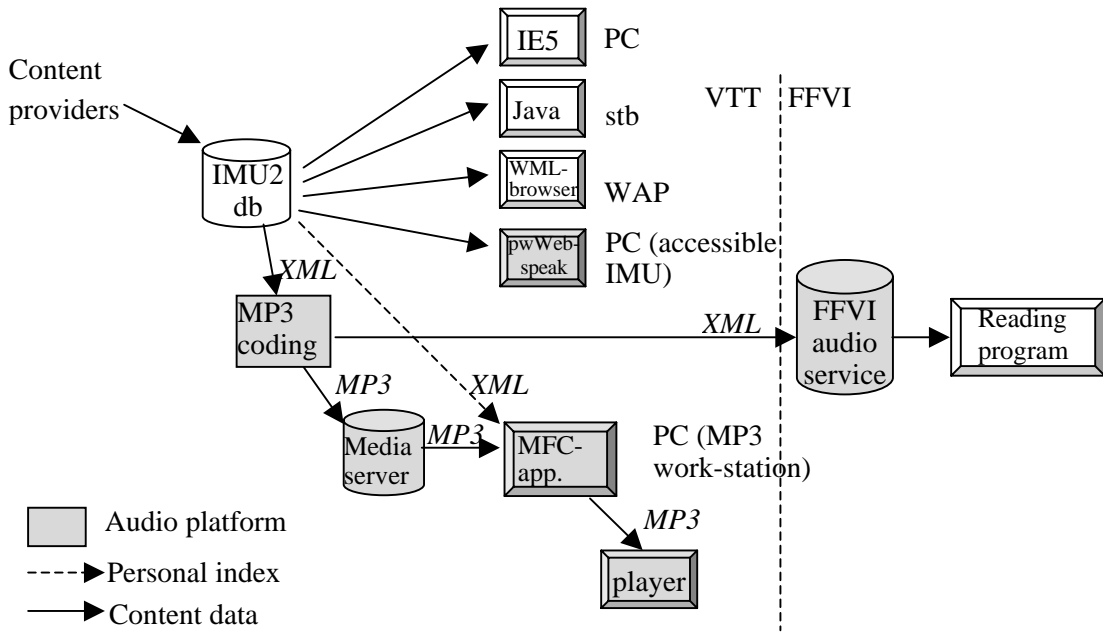 Content
providers
IMU2
db
IE5
PC
Java
stb
WML-
browser
WAP
pwWeb-
speak
PC (accessible
IMU)
VTT
FFVI
XML
MP3
coding
XML
FFVI
audio
service
Reading
program
MP3
XML
Media
server
MP3
MFC-
app.
PC (MP3
work-station)
MP3
player
Audio platform
Personal index
Content data